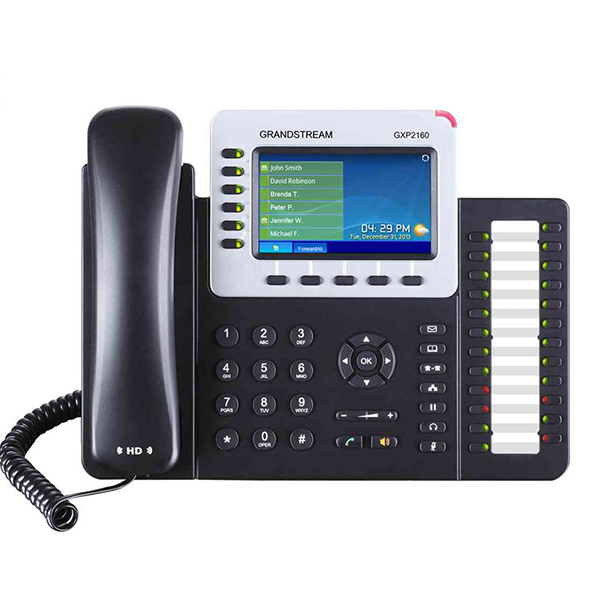 GRANDSTREAM GXP2160
John Smith
David Robinson
Brenda T.
Peter P.
Jennifer W.
Michael F.
04: 29 PM
Tue, December 31, 2013
ForwardAll
1 2 ABC 3 DEF
4 GHI 5 JKL 6 MNO
7 PQRS 8 TUV 9 WXYZ
* 0 OPER #
OK
- +
HD